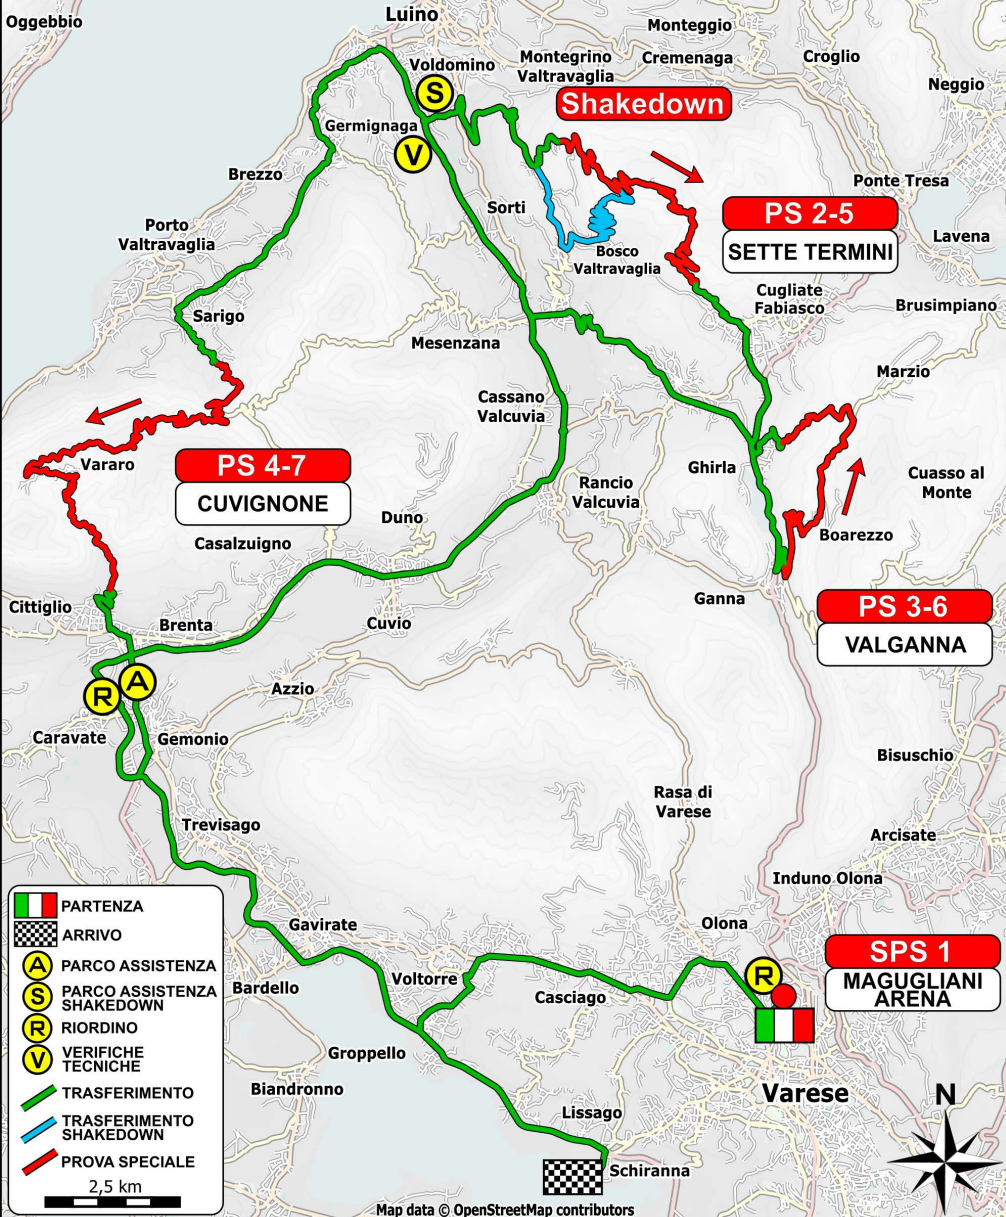 Oggebbio
Luino
Monteggio
Voldomino
Montegrino
Valtravaglia
Cremenaga
Croglio
Neggio
S
Shakedown
Germignaga
V
Brezzo
Sorti
Ponte Tresa
PS 2-5
SETTE TERMINI
Lavena
Porto
Valtravaglia
Bosco
Valtravaglia
Cugliate
Fabiasco
Brusimpiano
Sarigo
Mesenzana
Marzio
Cassano
Valcuvia
Vararo
PS 4-7
CUVIGNONE
Ghirla
Rancio
Valcuvia
Cuasso al
Monte
Duno
Casalzuigno
Boarezzo
Cittiglio
Brenta
Cuvio
Ganna
PS 3-6
VALGANNA
R
A
Azzio
Caravate
Gemonio
Bisuschio
Rasa di
Varese
Trevisago
Arcisate
Induno Olona
Gavirate
Olona
SPS 1
MAGUGLIANI
ARENA
R
Voltorre
Bardello
Casciago
Groppello
Biandronno
Varese
Lissago
Schiranna
N
PARTENZA
ARRIVO
A PARCO ASSISTENZA
S PARCO ASSISTENZA
SHAKEDOWN
R RIORDINO
V VERIFICHE
TECNICHE
TRASFERIMENTO
TRASFERIMENTO
SHAKEDOWN
PROVA SPECIALE
2,5 km
Map data © OpenStreetMap contributors